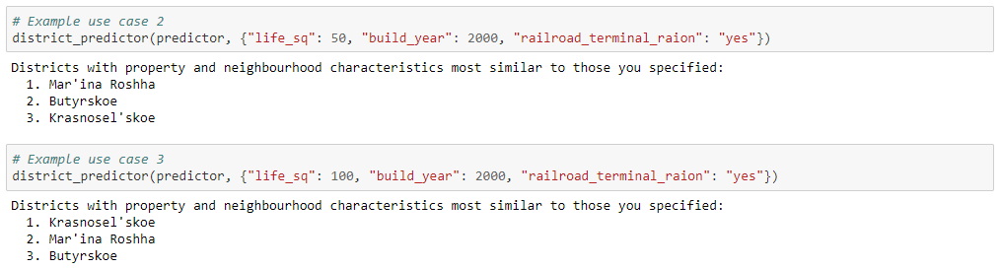 # Example use case 2
district_predictor(predictor, {"life_sq": 50, "build_year": 2000, "railroad_terminal_raion": "yes"})
Districts with property and neighbourhood characteristics most similar to those you specified:
1. Mar'ina Roshha
2. Butyrskoe
3. Krasnosel'skoe
# Example use case 3
district_predictor(predictor, {"life_sq": 100, "build_year": 2000, "railroad_terminal_raion": "yes"})
Districts with property and neighbourhood characteristics most similar to those you specified:
1. Krasnosel'skoe
2. Mar'ina Roshha
3. Butyrskoe